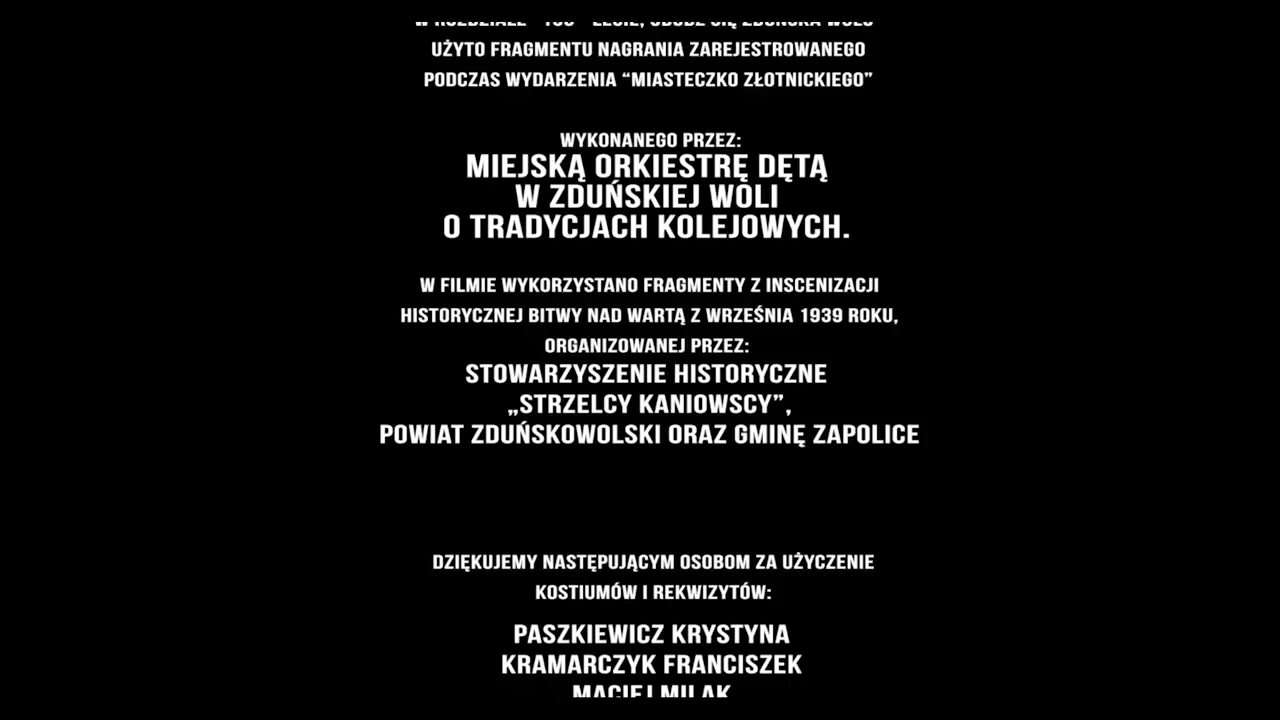 UŻYTO FRAGMENTU NAGRANIA ZAREJESTROWANEGO
PODCZAS WYDARZENIA “MIASTECZKO ZŁOTNICKIEGO”
WYKONANEGO PRZEZ:
MIEJSKĄ ORKIESTRĘ DĘTĄ
W ZDUŃSKIEJ WOLI
O TRADYCJACH KOLEJOWYCH.
W FILMIE WYKORZYSTANO FRAGMENTY Z INSCENIZACJI
HISTORYCZNEJ BITWY NAD WARTĄ Z WRZEŚNIA 1939 ROKU,
ORGANIZOWANEJ PRZEZ:
STOWARZYSZENIE HISTORYCZNE
„STRZELCY KANIOWSCY”,
POWIAT ZDUŃSKOWOLSKI ORAZ GMINĘ ZAPOLICE
DZIĘKUJEMY NASTĘPUJĄCYM OSOBOM ZA UŻYCZENIE
KOSTIUMÓW I REKWIZYTÓW:
PASZKIEWICZ KRYSTYNA
KRAMARCZYK FRANCISZEK
MACIEJ MILAK